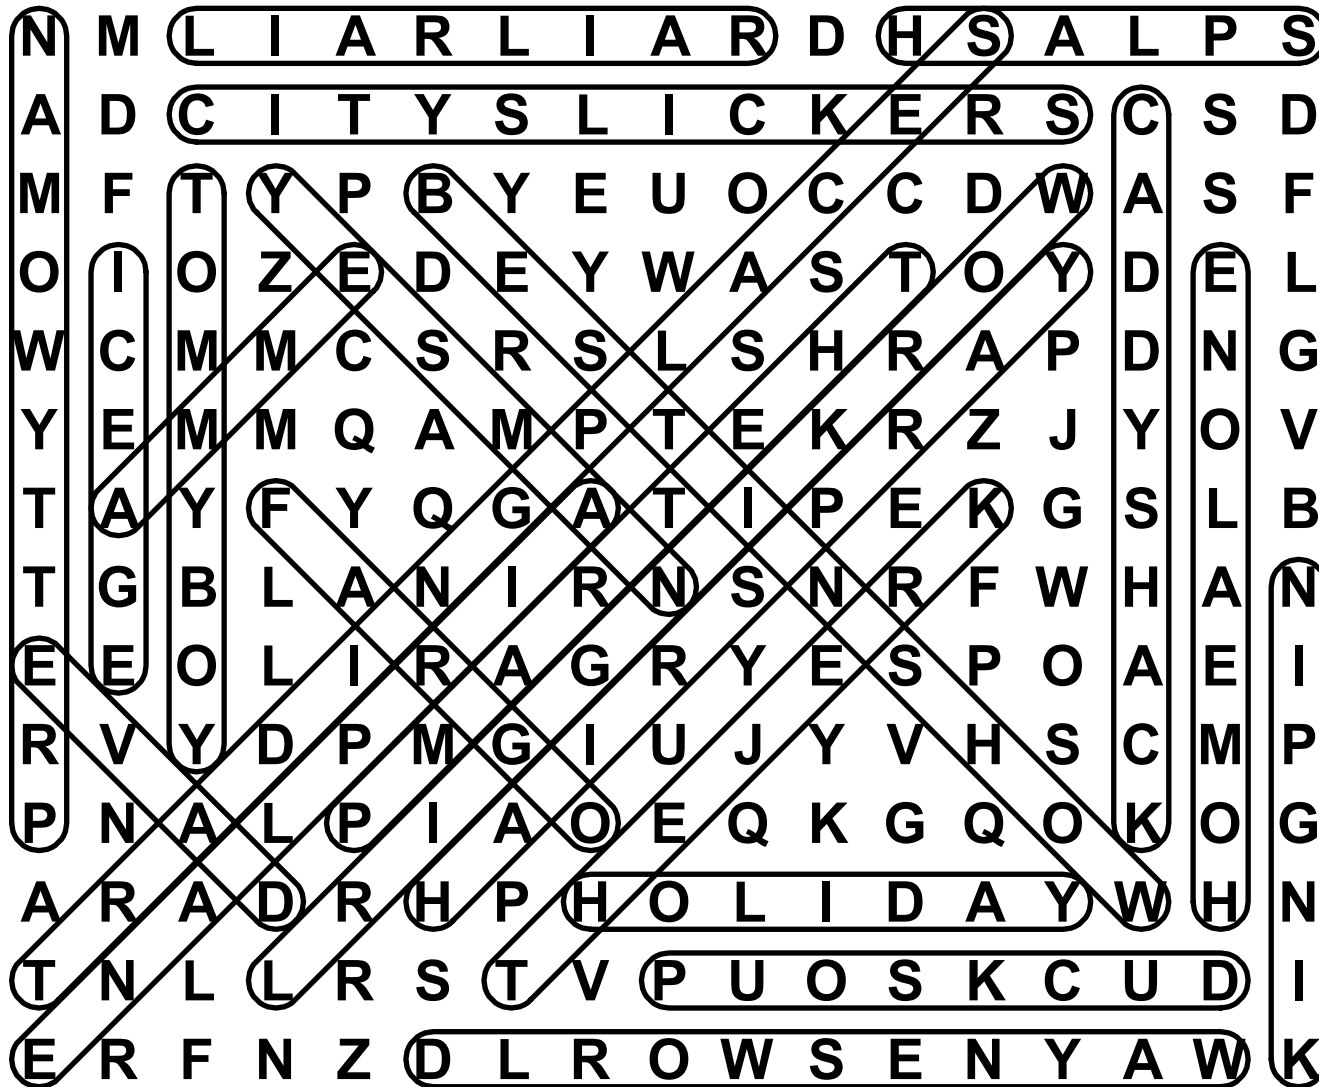 N M L I A R L I A R D H S A L P S
A D C I T Y S L I C K E R S C S D
M F T Y P B Y E U O C C D W A S F
O I O Z E D E Y W A S T O Y D E L
W C M M C S R S L S H R A P D N G
Y E M M Q A M P T E K R Z J Y O V
T A Y F Y Q G A T I P E K G S L B
T G B L A N I R N S N R F W H A N
E E O L I R A G R Y E S P O A E I
R V Y D P M G I U J Y V H S C M P
P N A L P I A O E Q K G Q O K O G
A R A D R H P H O L I D A Y W H N
T N L L R S T V P U O S K C U D I
E R F N Z D L R O W S E N Y A W K